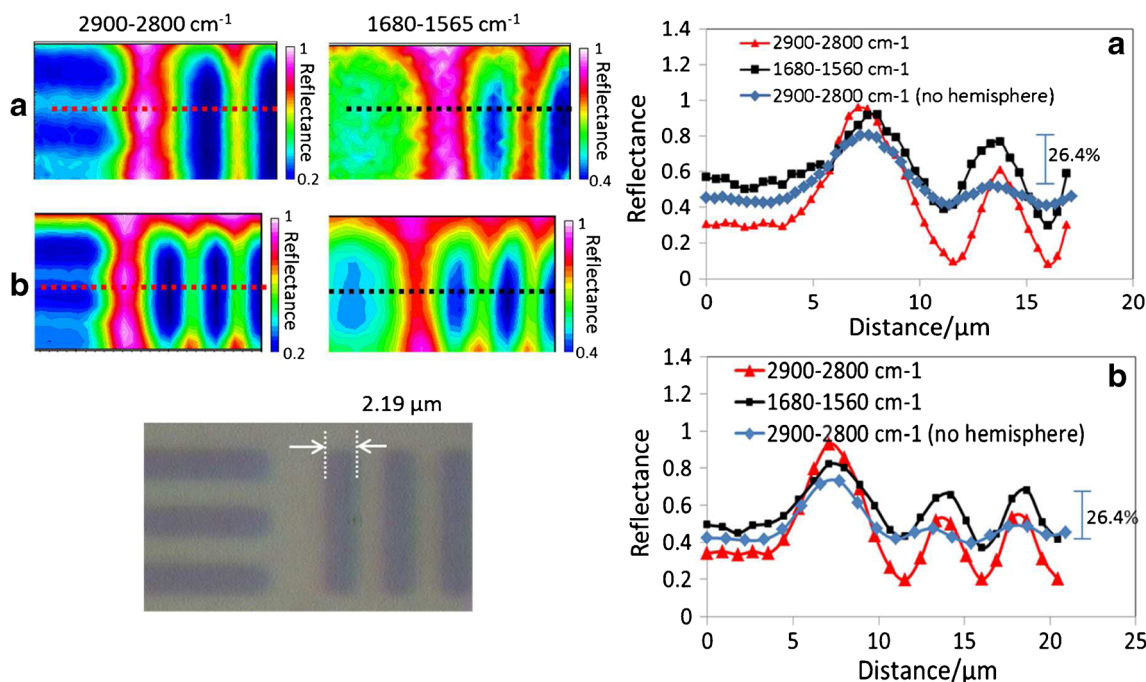 2900-2800 cm-1
1680-1565 cm-1
a
1
Reflectance
0.2
1
Reflectance
0.4
b
1
Reflectance
0.2
1
Reflectance
0.4
2.19 µm
a
2900-2800 cm-1
1680-1560 cm-1
2900-2800 cm-1 (no hemisphere)
26.4%
Reflectance
1.4
1.2
1
0.8
0.6
0.4
0.2
0
0 5 10 15 20
Distance/µm
b
2900-2800 cm-1
1680-1560 cm-1
2900-2800 cm-1 (no hemisphere)
26.4%
Reflectance
1.4
1.2
1
0.8
0.6
0.4
0.2
0
0 5 10 15 20 25
Distance/µm